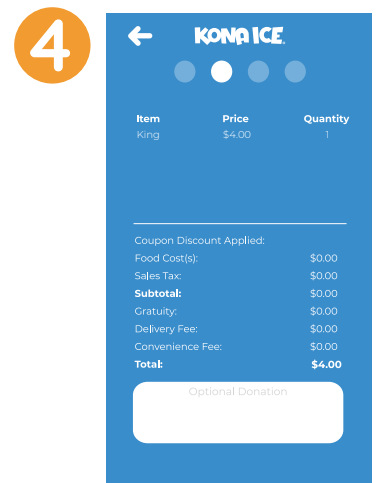 4
KONA ICE.
Item Price Quantity
King $4.00 1
Coupon Discount Applied:
Food Cost(s): $0.00
Sales Tax: $0.00
Subtotal: $0.00
Gratuity: $0.00
Delivery Fee: $0.00
Convenience Fee: $0.00
Total: $4.00
Optional Donation